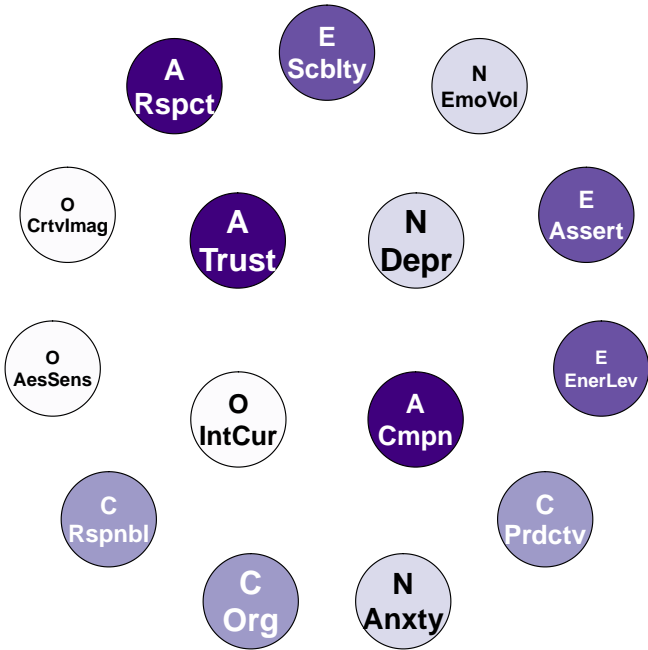 E
Scblty
A
Rspct
N
EmoVol
O
CrtvImag
E
Assert
A
Trust
N
Depr
O
AesSens
E
EnerLev
O
IntCur
A
Cmpn
C
Rspnbl
C
Prdctv
C
Org
N
Anxty